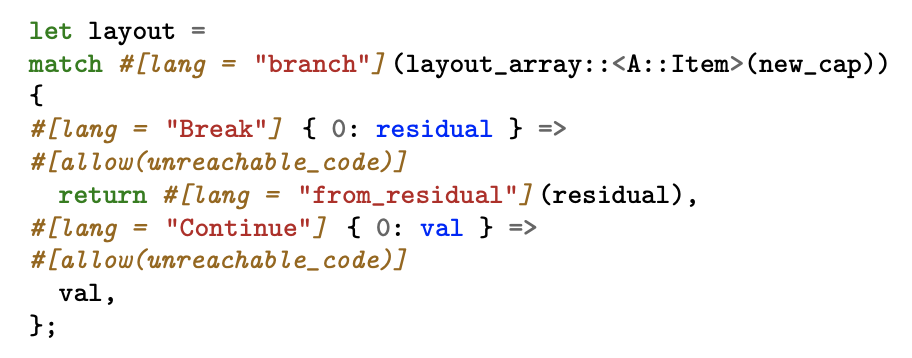 let layout =
match #[lang = "branch"](layout_array::<A::Item>(new_cap))
{
#[lang = "Break"] { 0: residual } =>
#[allow(unreachable_code)]
  return #[lang = "from_residual"](residual),
#[lang = "Continue"] { 0: val } =>
#[allow(unreachable_code)]
  val,
};